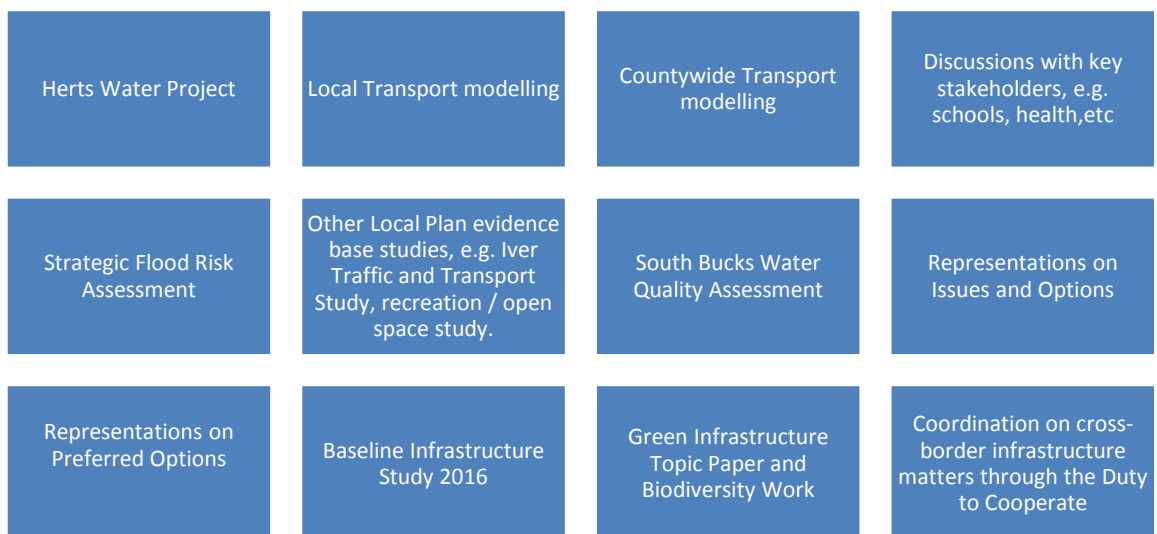 Herts Water Project
Local Transport modelling
Countywide Transport
modelling
Discussions with key
stakeholders, e.g.
schools, health,etc
Strategic Flood Risk
Assessment
Other Local Plan evidence
base studies, e.g. Iver
Traffic and Transport
Study, recreation / open
space study.
South Bucks Water
Quality Assessment
Representations on
Issues and Options
Representations on
Preferred Options
Baseline Infrastructure
Study 2016
Green Infrastructure
Topic Paper and
Biodiversity Work
Coordination on cross-
border infrastructure
matters through the Duty
to Cooperate